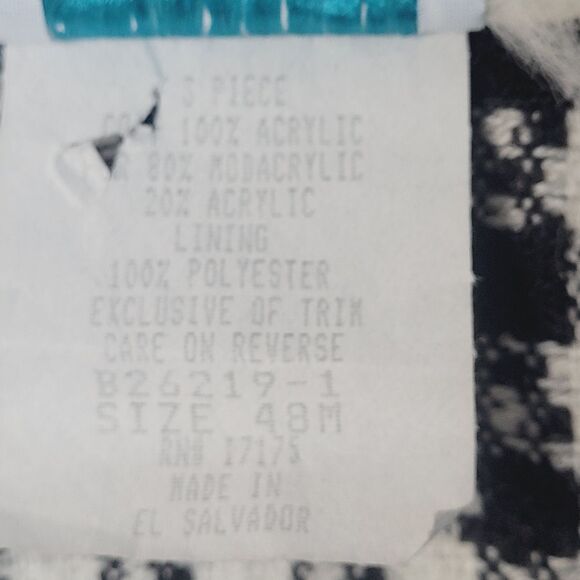 3 PIECE
100% ACRYLIC
80% MODACRYLIC
20% ACRYLIC
LINING
100% POLYESTER
EXCLUSIVE OF TRIM
CARE ON REVERSE
B26219-1
SIZE 48M
RN# 17175
MADE IN
EL SALVADOR